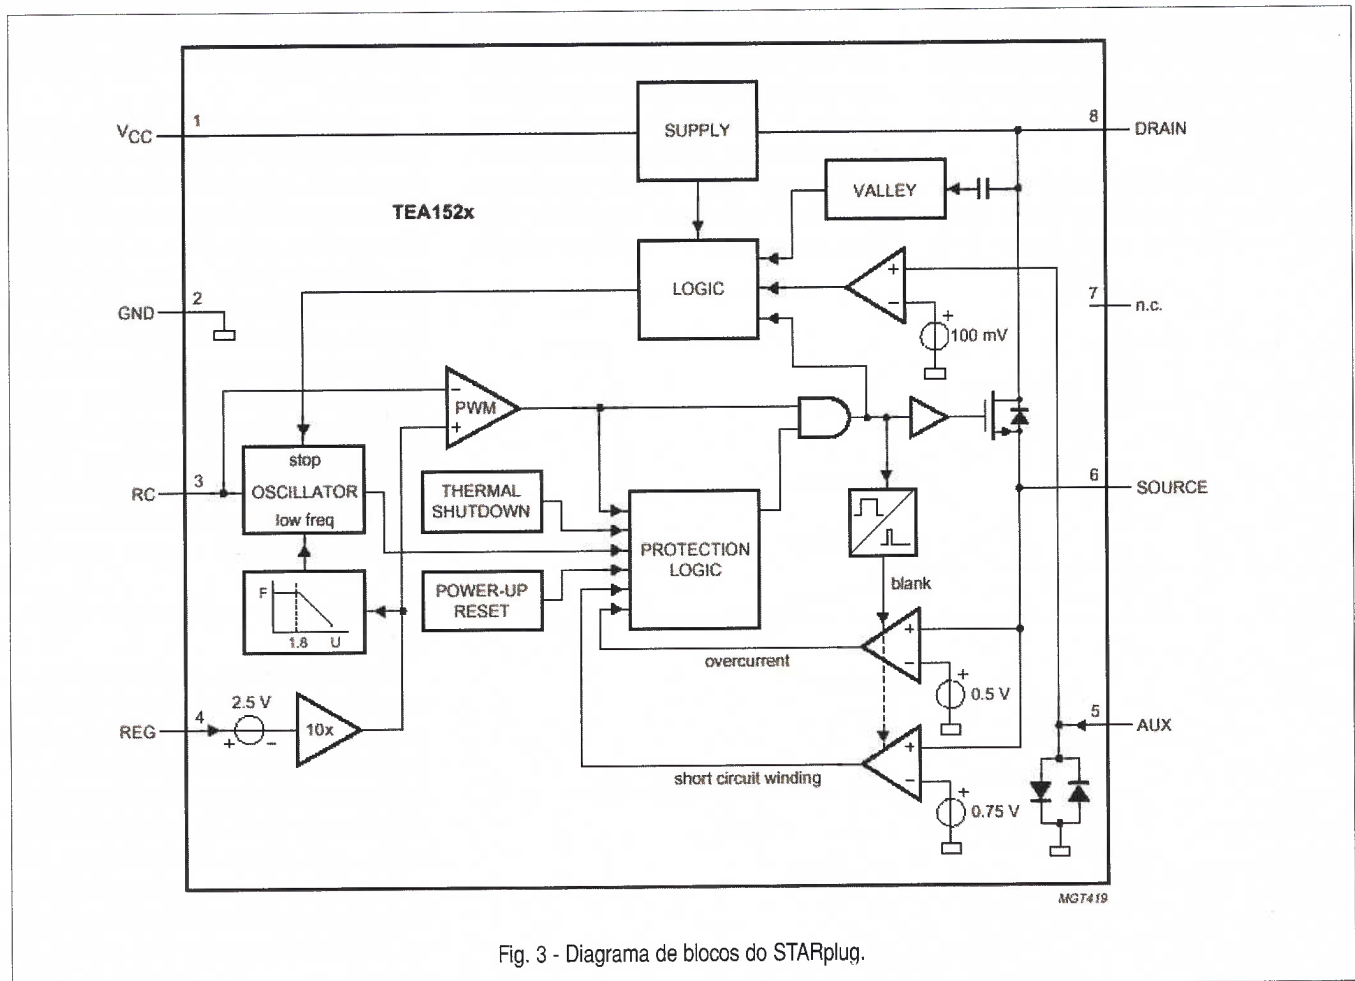 SUPPLY
8
DRAIN
1
VCC
VALLEY
TEA152x
LOGIC
+
−
+
100 mV
7
n.c.
2
GND
−
PWM
+
stop
OSCILLATOR
low freq
3
RC
THERMAL
SHUTDOWN
PROTECTION
LOGIC
6
SOURCE
POWER-UP
RESET
F
1.8 U
blank
+
−
+
0.5 V
overcurrent
2.5 V
4
REG
+ −
10x
5
AUX
+
−
+
0.75 V
short circuit winding
MGT419
Fig. 3 - Diagrama de blocos do STARplug.